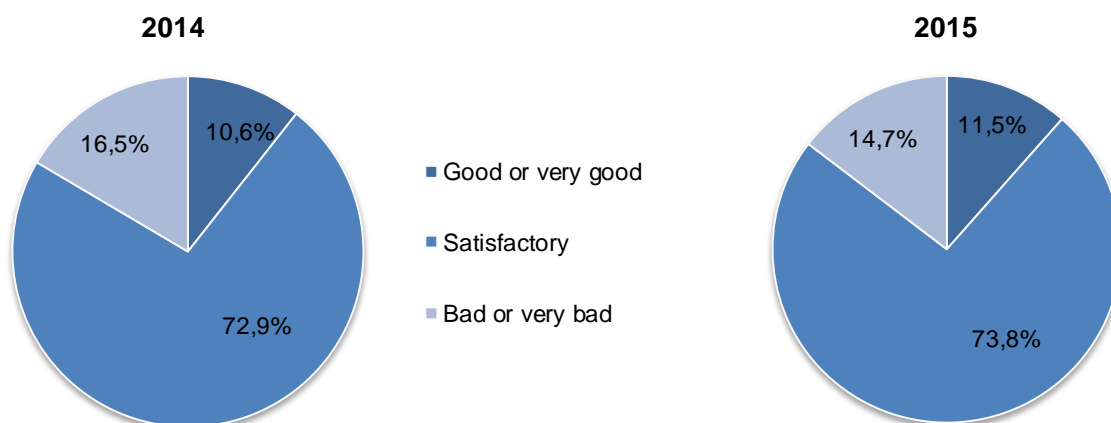 2014
2015
10,6%
16,5%
72,9%
Good or very good
Satisfactory
Bad or very bad
11,5%
14,7%
73,8%